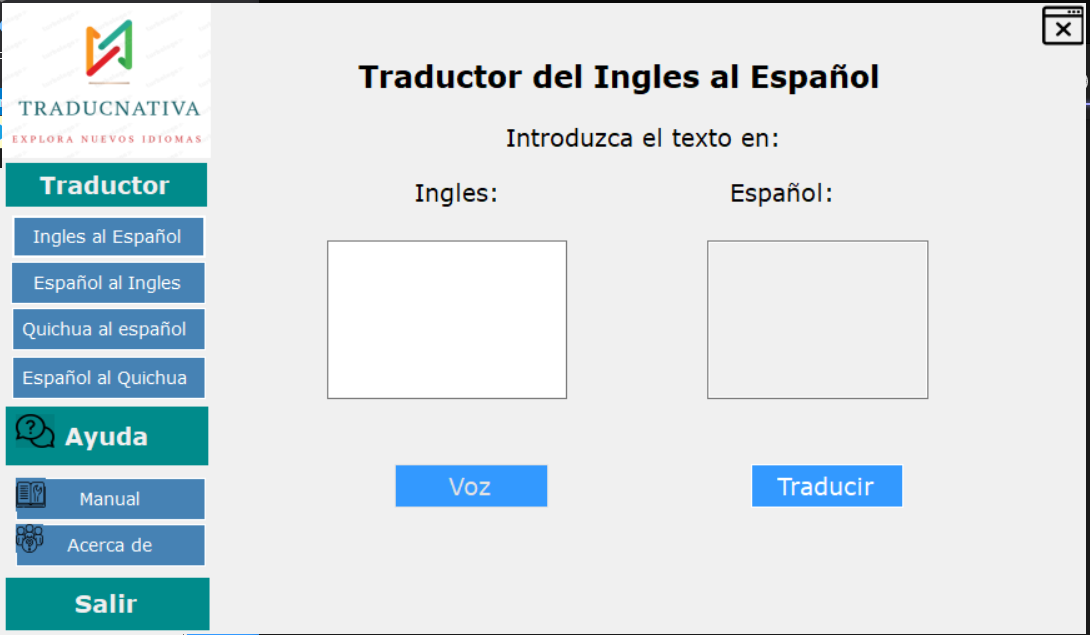 TRADUCNATIVA
EXPLORA NUEVOS IDIOMAS
Traductor
Ingles al Español
Español al Ingles
Quichua al español
Español al Quichua
Ayuda
Manual
Acerca de
Salir
Traductor del Ingles al Español
Introduzca el texto en:
Ingles:
Español:
Voz
Traducir